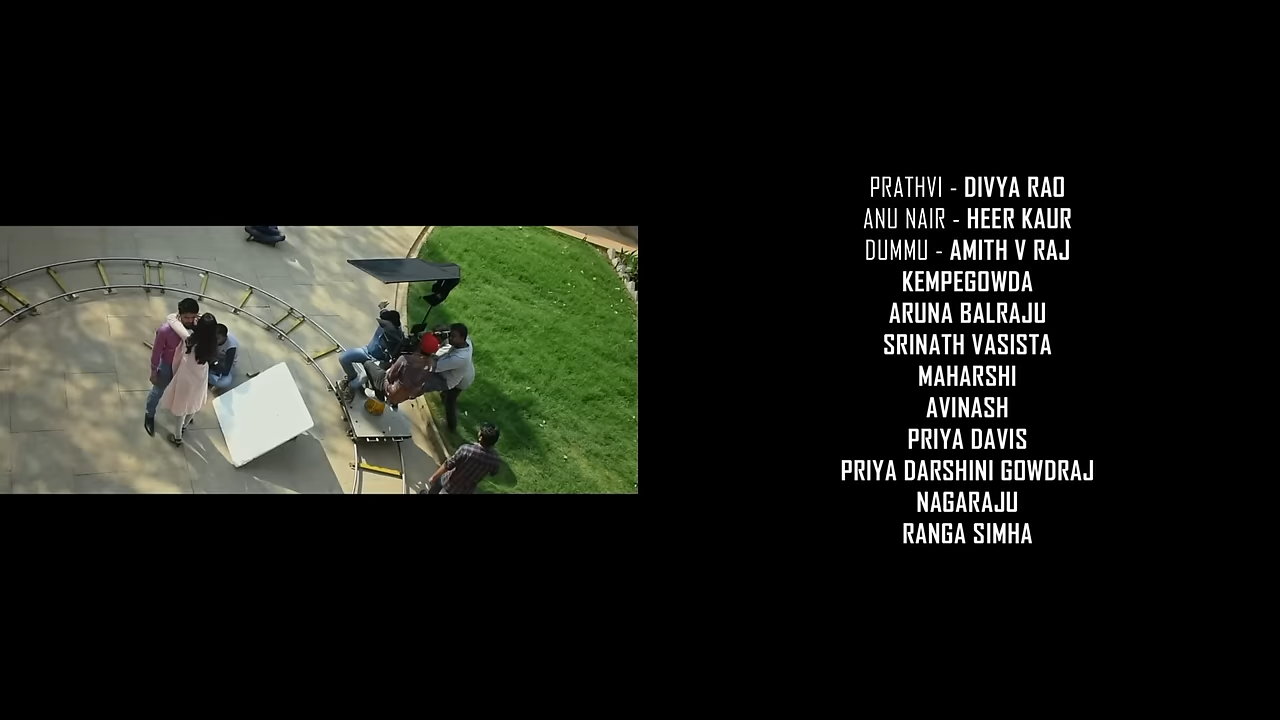 PRATHVI - DIVYA RAO
ANU NAIR - HEER KAUR
DUMMU - AMITH V RAJ
KEMPEGOWDA
ARUNA BALRAJU
SRINATH VASISTA
MAHARSHI
AVINASH
PRIYA DAVIS
PRIYA DARSHINI GOWDRAJ
NAGARAJU
RANGA SIMHA